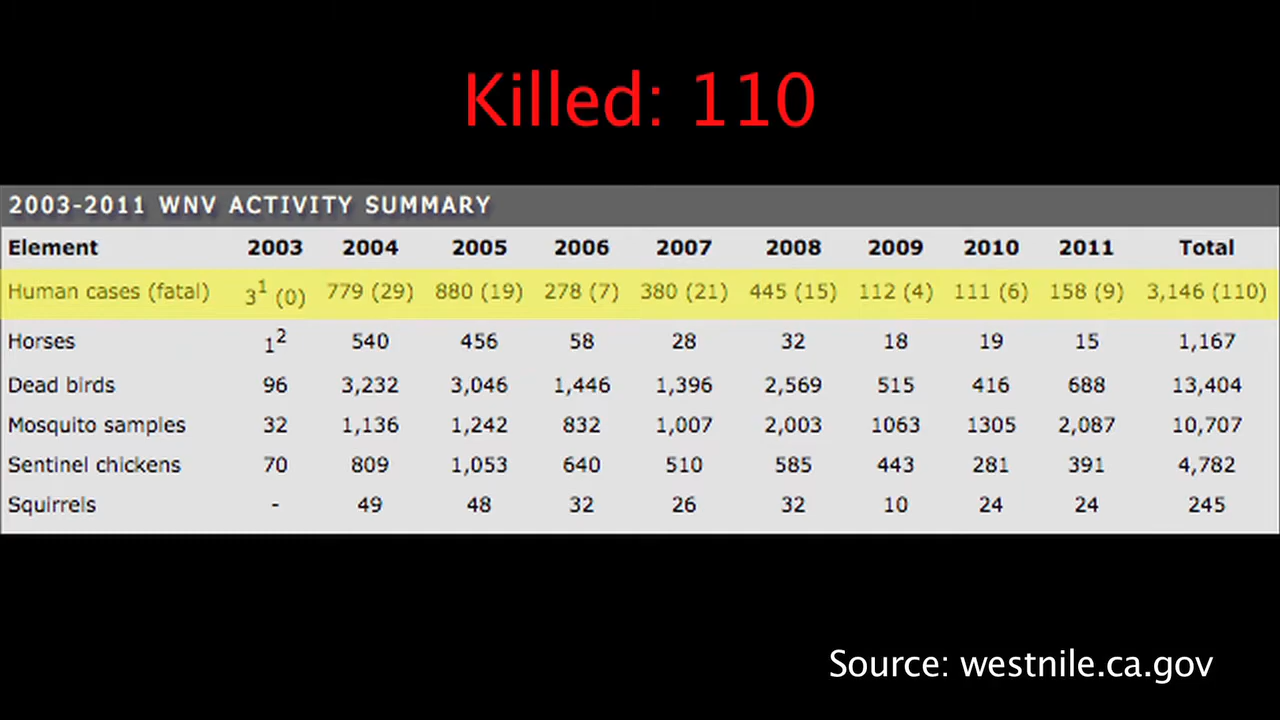 Killed: 110
2003-2011 WNV ACTIVITY SUMMARY
Element 2003 2004 2005 2006 2007 2008 2009 2010 2011 Total
Human cases (fatal) 3¹ (0) 779 (29) 880 (19) 278 (7) 380 (21) 445 (15) 112 (4) 111 (6) 158 (9) 3,146 (110)
Horses 1² 540 456 58 28 32 18 19 15 1,167
Dead birds 96 3,232 3,046 1,446 1,396 2,569 515 416 688 13,404
Mosquito samples 32 1,136 1,242 832 1,007 2,003 1063 1305 2,087 10,707
Sentinel chickens 70 809 1,053 640 510 585 443 281 391 4,782
Squirrels - 49 48 32 26 32 10 24 24 245
Source: westnile.ca.gov